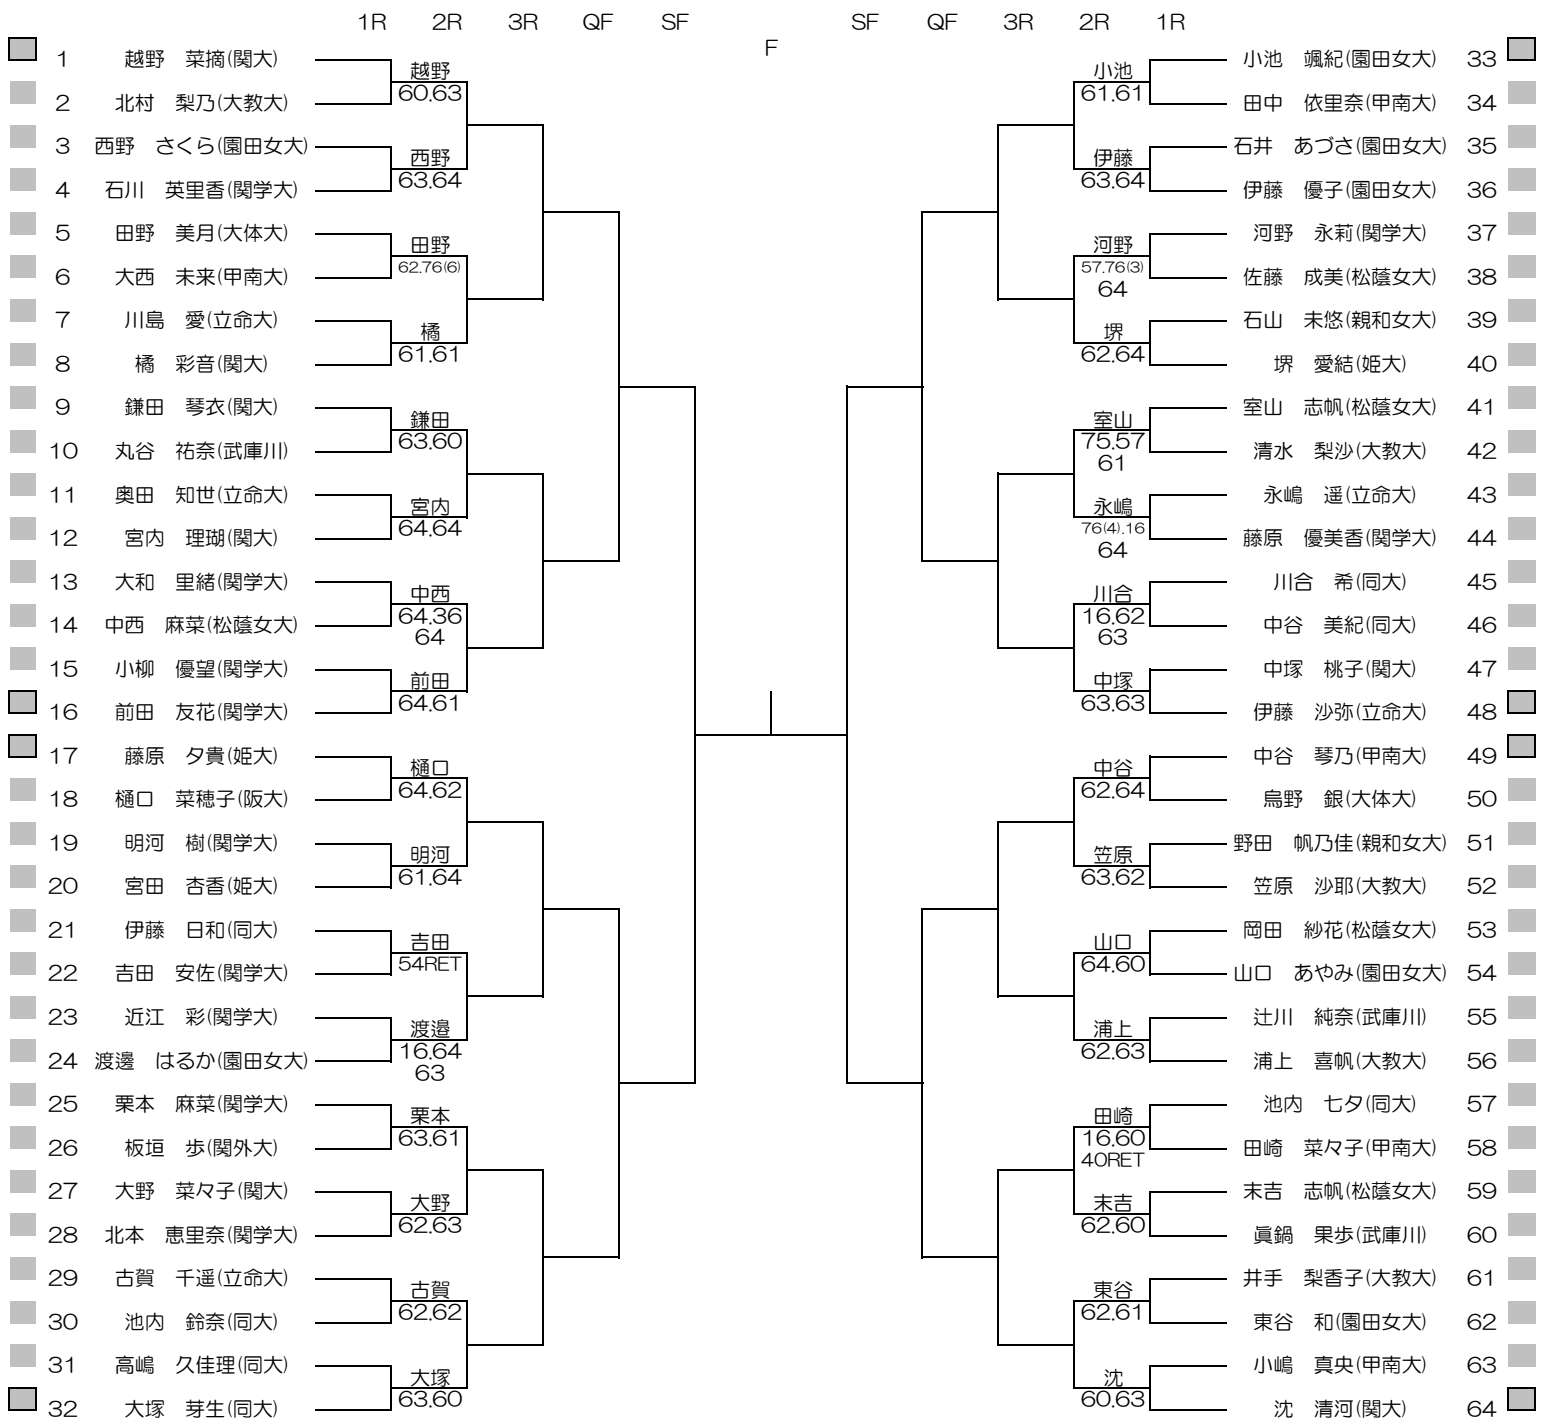 1R 2R 3R QF SF F SF QF 3R 2R 1R
1 越野 菜摘(関大)
越野
60.63
2 北村 梨乃(大教大)
3 西野 さくら(園田女大)
西野
63.64
4 石川 英里香(関学大)
5 田野 美月(大体大)
田野
62.76(6)
6 大西 未来(甲南大)
7 川島 愛(立命大)
橘
61.61
8 橘 彩音(関大)
9 鎌田 琴衣(関大)
鎌田
63.60
10 丸谷 祐奈(武庫川)
11 奥田 知世(立命大)
宮内
64.64
12 宮内 理瑚(関大)
13 大和 里緒(関学大)
中西
64.36
64
14 中西 麻菜(松蔭女大)
15 小柳 優望(関学大)
前田
64.61
16 前田 友花(関学大)
17 藤原 夕貴(姫大)
樋口
64.62
18 樋口 菜穂子(阪大)
19 明河 樹(関学大)
明河
61.64
20 宮田 杏香(姫大)
21 伊藤 日和(同大)
吉田
54RET
22 吉田 安佐(関学大)
23 近江 彩(関学大)
渡邉
16.64
63
24 渡邊 はるか(園田女大)
25 栗本 麻菜(関学大)
栗本
63.61
26 板垣 歩(関外大)
27 大野 菜々子(関大)
大野
62.63
28 北本 恵里奈(関学大)
29 古賀 千遥(立命大)
古賀
62.62
30 池内 鈴奈(同大)
31 高嶋 久佳理(同大)
大塚
63.60
32 大塚 芽生(同大)
小池 颯紀(園田女大) 33
小池
61.61
田中 依里奈(甲南大) 34
石井 あづさ(園田女大) 35
伊藤
63.64
伊藤 優子(園田女大) 36
河野 永莉(関学大) 37
河野
57.76(3)
64
佐藤 成美(松蔭女大) 38
石山 未悠(親和女大) 39
堺
62.64
堺 愛結(姫大) 40
室山 志帆(松蔭女大) 41
室山
75.57
61
清水 梨沙(大教大) 42
永嶋 遥(立命大) 43
永嶋
76(4).16
64
藤原 優美香(関学大) 44
川合 希(同大) 45
川合
16.62
63
中谷 美紀(同大) 46
中塚 桃子(関大) 47
中塚
63.63
伊藤 沙弥(立命大) 48
中谷 琴乃(甲南大) 49
中谷
62.64
烏野 銀(大体大) 50
野田 帆乃佳(親和女大) 51
笠原
63.62
笠原 沙耶(大教大) 52
岡田 紗花(松蔭女大) 53
山口
64.60
山口 あやみ(園田女大) 54
辻川 純奈(武庫川) 55
浦上
62.63
浦上 喜帆(大教大) 56
池内 七夕(同大) 57
田崎
16.60
40RET
田崎 菜々子(甲南大) 58
末吉 志帆(松蔭女大) 59
末吉
62.60
眞鍋 果歩(武庫川) 60
井手 梨香子(大教大) 61
東谷
62.61
東谷 和(園田女大) 62
小嶋 真央(甲南大) 63
沈
60.63
沈 清河(関大) 64